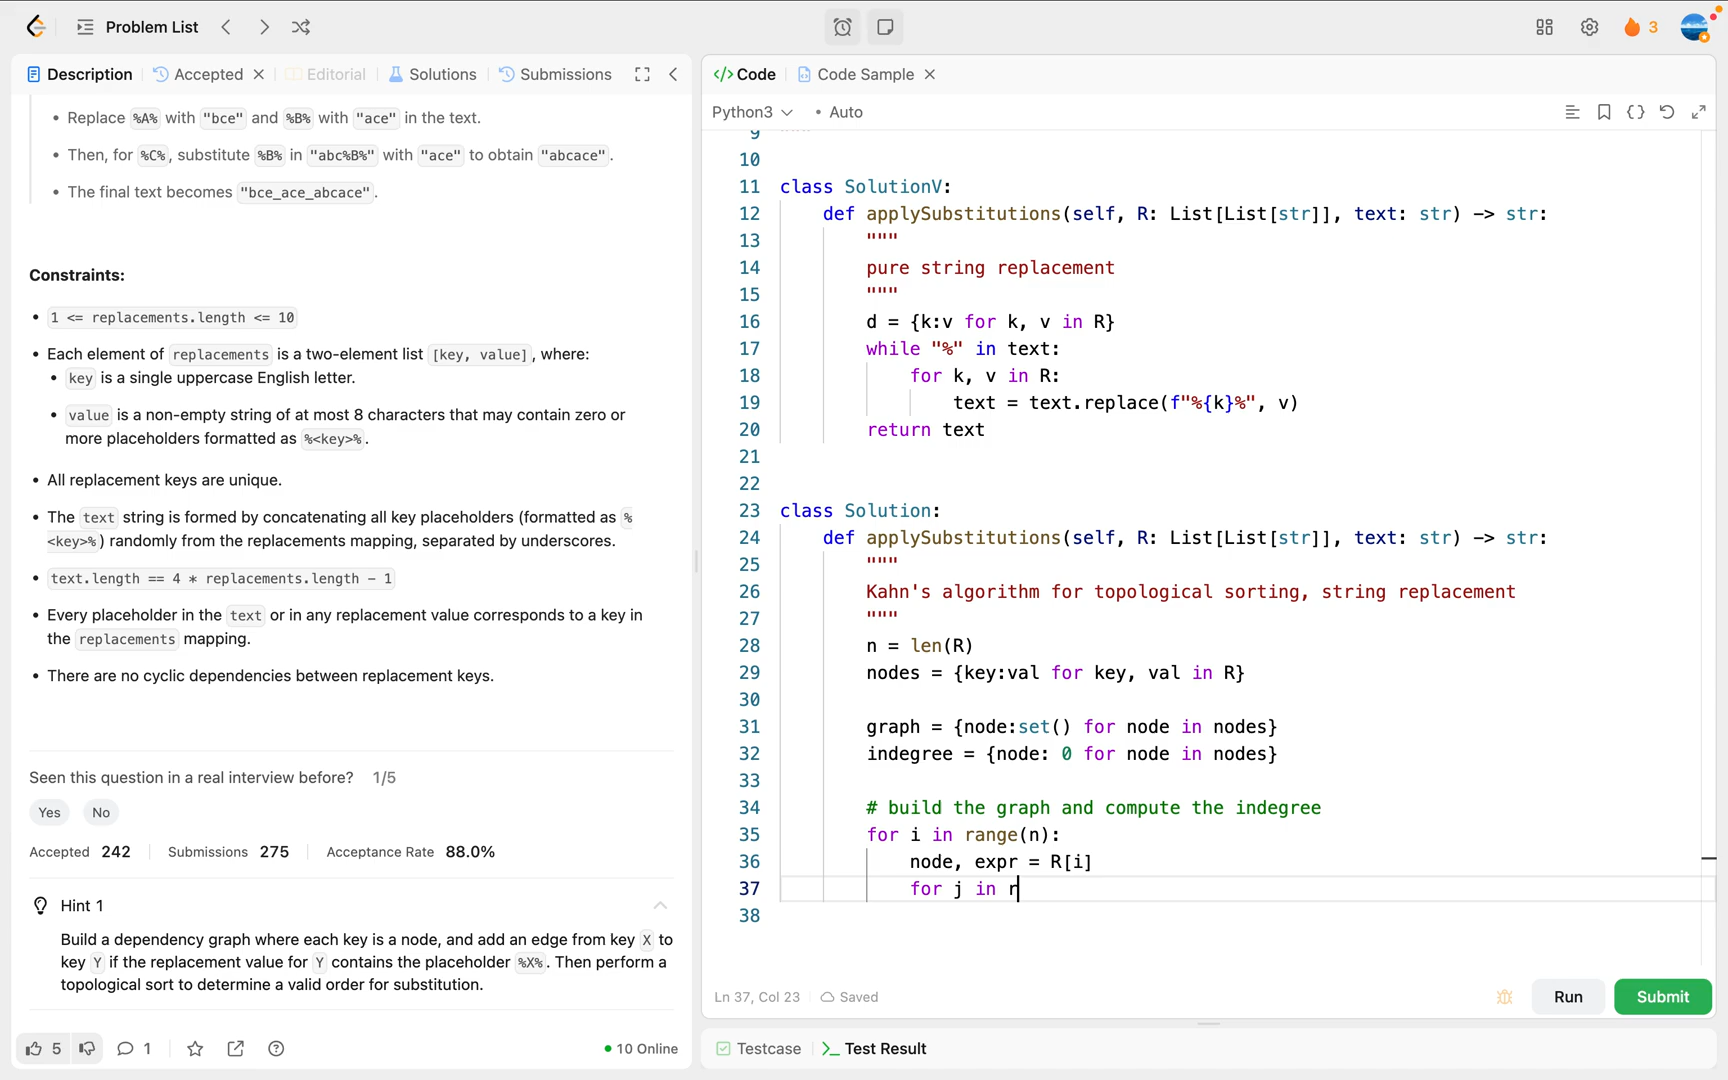 Problem List
3
Description
Accepted
Editorial
Solutions
Submissions
• Replace %A% with "bce" and %B% with "ace" in the text.
• Then, for %C%, substitute %B% in "abc%B%" with "ace" to obtain "abcace".
• The final text becomes "bce_ace_abcace".
Constraints:
• 1 <= replacements.length <= 10
• Each element of replacements is a two-element list [key, value], where:
• key is a single uppercase English letter.
• value is a non-empty string of at most 8 characters that may contain zero or
more placeholders formatted as %<key>%.
• All replacement keys are unique.
• The text string is formed by concatenating all key placeholders (formatted as %
<key>%) randomly from the replacements mapping, separated by underscores.
• text.length == 4 * replacements.length - 1
• Every placeholder in the text or in any replacement value corresponds to a key in
the replacements mapping.
• There are no cyclic dependencies between replacement keys.
Seen this question in a real interview before? 1/5
Yes No
Accepted 242 Submissions 275 Acceptance Rate 88.0%
Hint 1
Build a dependency graph where each key is a node, and add an edge from key X to
key Y if the replacement value for Y contains the placeholder %X%. Then perform a
topological sort to determine a valid order for substitution.
5 1 10 Online
</> Code Code Sample
Python3 • Auto
9 """
10
11 class SolutionV:
12     def applySubstitutions(self, R: List[List[str]], text: str) -> str:
13         """
14         pure string replacement
15         """
16         d = {k:v for k, v in R}
17         while "%" in text:
18             for k, v in R:
19                 text = text.replace(f"%{k}%", v)
20         return text
21
22
23 class Solution:
24     def applySubstitutions(self, R: List[List[str]], text: str) -> str:
25         """
26         Kahn's algorithm for topological sorting, string replacement
27         """
28         n = len(R)
29         nodes = {key:val for key, val in R}
30
31         graph = {node:set() for node in nodes}
32         indegree = {node: 0 for node in nodes}
33
34         # build the graph and compute the indegree
35         for i in range(n):
36             node, expr = R[i]
37             for j in r
38
Ln 37, Col 23 Saved
Run Submit
Testcase >_ Test Result